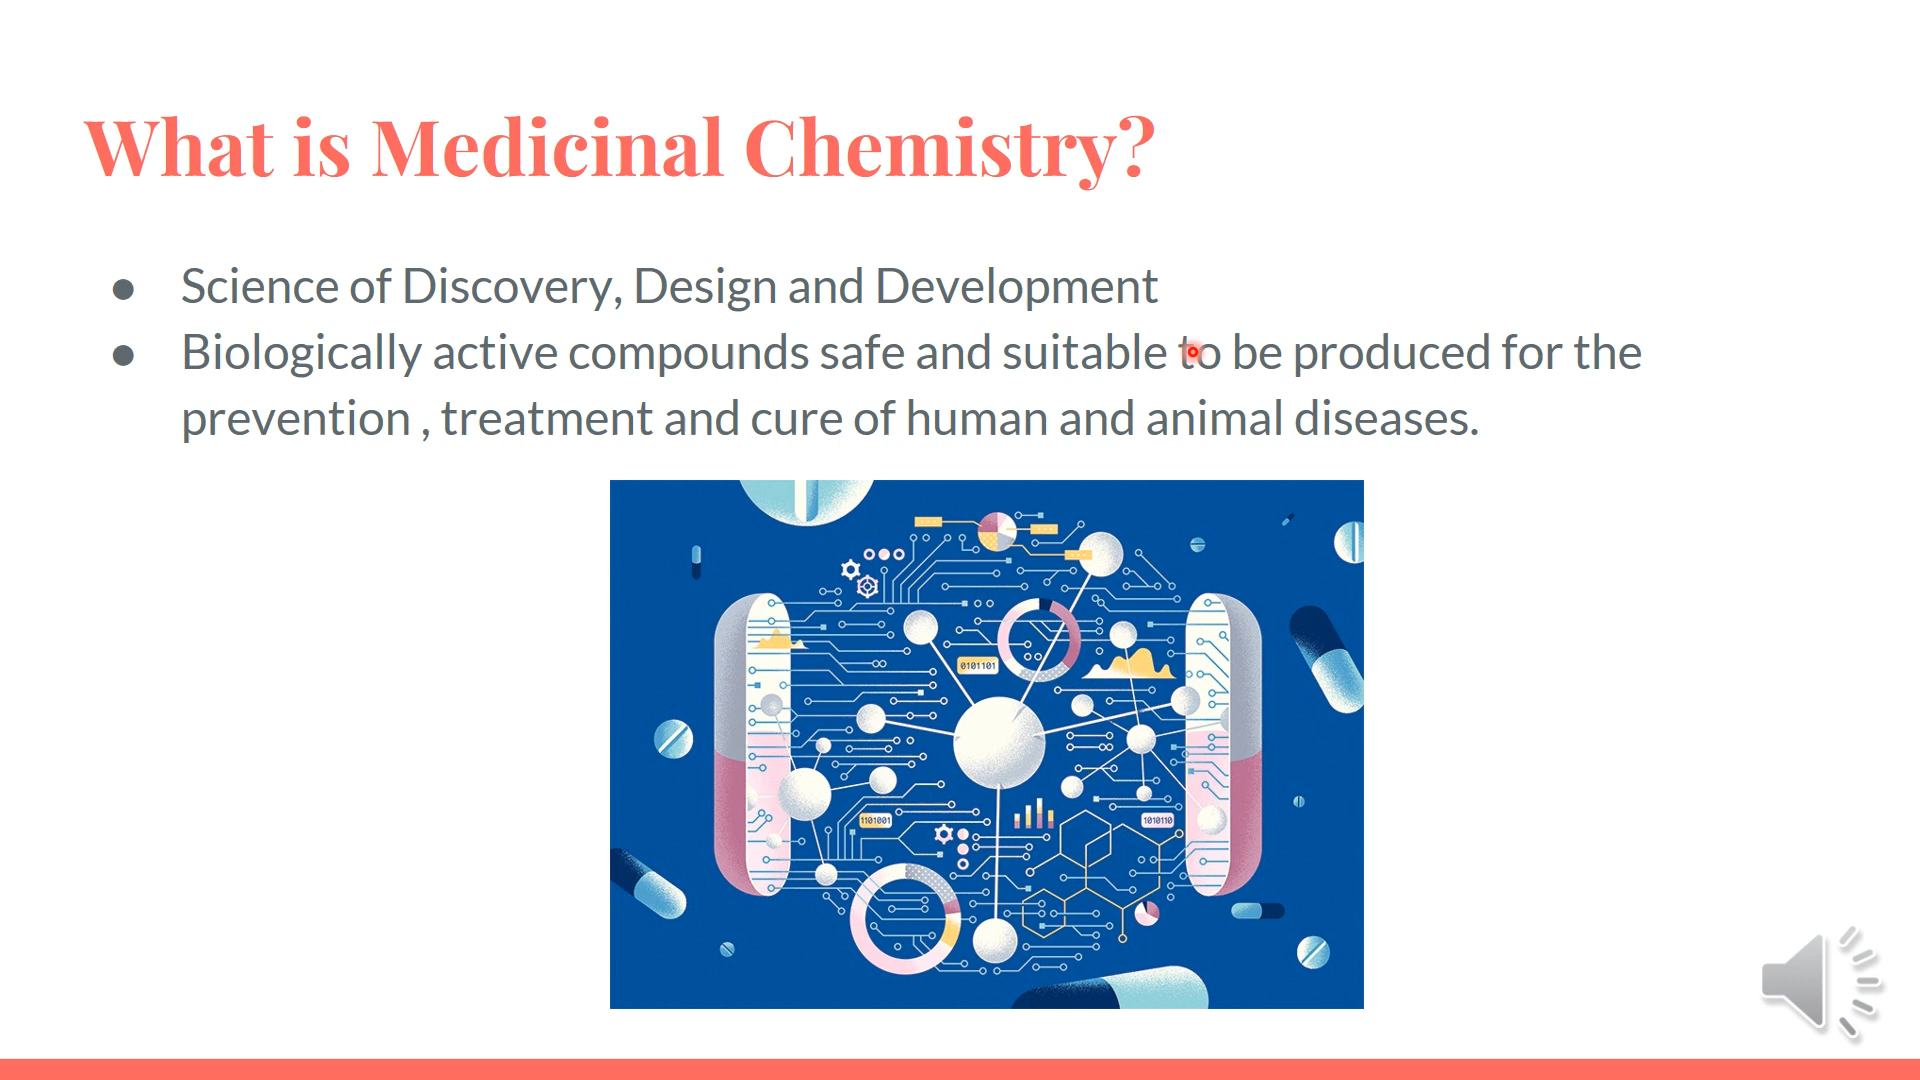 What is Medicinal Chemistry?
● Science of Discovery, Design and Development
● Biologically active compounds safe and suitable to be produced for the
prevention , treatment and cure of human and animal diseases.
0101101
1101001
1010110